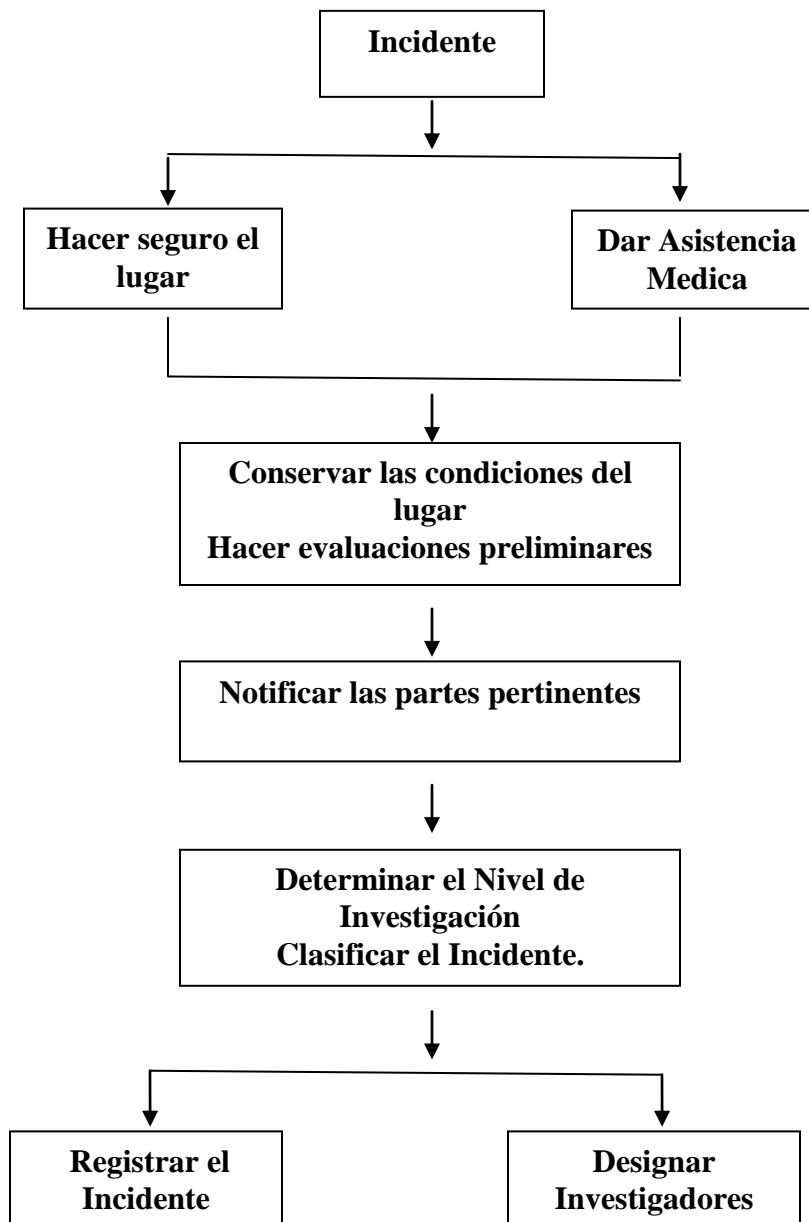 Incidente
Hacer seguro el
lugar
Dar Asistencia
Medica
Conservar las condiciones del
lugar
Hacer evaluaciones preliminares
Notificar las partes pertinentes
Determinar el Nivel de
Investigación
Clasificar el Incidente.
Registrar el
Incidente
Designar
Investigadores